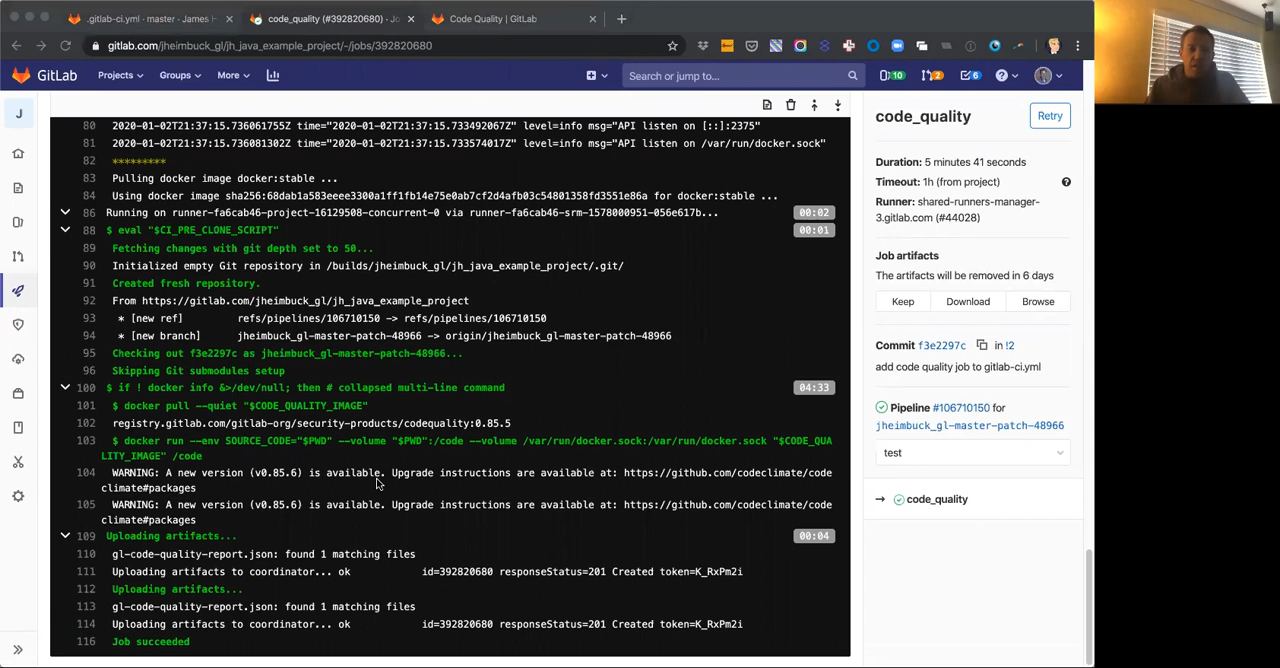 .gitlab-ci.yml · master · James H
code_quality (#392820680) · Jo
Code Quality | GitLab
gitlab.com/jheimbuck_gl/jh_java_example_project/-/jobs/392820680
GitLab
Projects
Groups
More
Search or jump to...
10
2
6
J
80 2020-01-02T21:37:15.736061755Z time="2020-01-02T21:37:15.733492067Z" level=info msg="API listen on [::]:2375"
81 2020-01-02T21:37:15.736081302Z time="2020-01-02T21:37:15.733574017Z" level=info msg="API listen on /var/run/docker.sock"
82 *********
83 Pulling docker image docker:stable ...
84 Using docker image sha256:68dab1a583eeee3300a1ff1fb14e75e0ab7cf2d4afb03c54801358fd3551e86a for docker:stable ...
86 Running on runner-fa6cab46-project-16129508-concurrent-0 via runner-fa6cab46-srm-1578000951-056e617b... 00:02
88 $ eval "$CI_PRE_CLONE_SCRIPT" 00:01
89 Fetching changes with git depth set to 50...
90 Initialized empty Git repository in /builds/jheimbuck_gl/jh_java_example_project/.git/
91 Created fresh repository.
92 From https://gitlab.com/jheimbuck_gl/jh_java_example_project
93 * [new ref] refs/pipelines/106710150 -> refs/pipelines/106710150
94 * [new branch] jheimbuck_gl-master-patch-48966 -> origin/jheimbuck_gl-master-patch-48966
95 Checking out f3e2297c as jheimbuck_gl-master-patch-48966...
96 Skipping Git submodules setup
100 $ if ! docker info &>/dev/null; then # collapsed multi-line command 04:33
101 $ docker pull --quiet "$CODE_QUALITY_IMAGE"
102 registry.gitlab.com/gitlab-org/security-products/codequality:0.85.5
103 $ docker run --env SOURCE_CODE="$PWD" --volume "$PWD":/code --volume /var/run/docker.sock:/var/run/docker.sock "$CODE_QUA
LITY_IMAGE" /code
104 WARNING: A new version (v0.85.6) is available. Upgrade instructions are available at: https://github.com/codeclimate/code
climate#packages
105 WARNING: A new version (v0.85.6) is available. Upgrade instructions are available at: https://github.com/codeclimate/code
climate#packages
109 Uploading artifacts... 00:04
110 gl-code-quality-report.json: found 1 matching files
111 Uploading artifacts to coordinator... ok id=392820680 responseStatus=201 Created token=K_RxPm2i
112 Uploading artifacts...
113 gl-code-quality-report.json: found 1 matching files
114 Uploading artifacts to coordinator... ok id=392820680 responseStatus=201 Created token=K_RxPm2i
116 Job succeeded
code_quality
Retry
Duration: 5 minutes 41 seconds
Timeout: 1h (from project)
Runner: shared-runners-manager-
3.gitlab.com (#44028)
Job artifacts
The artifacts will be removed in 6 days
Keep
Download
Browse
Commit f3e2297c in !2
add code quality job to gitlab-ci.yml
Pipeline #106710150 for
jheimbuck_gl-master-patch-48966
test
→ code_quality